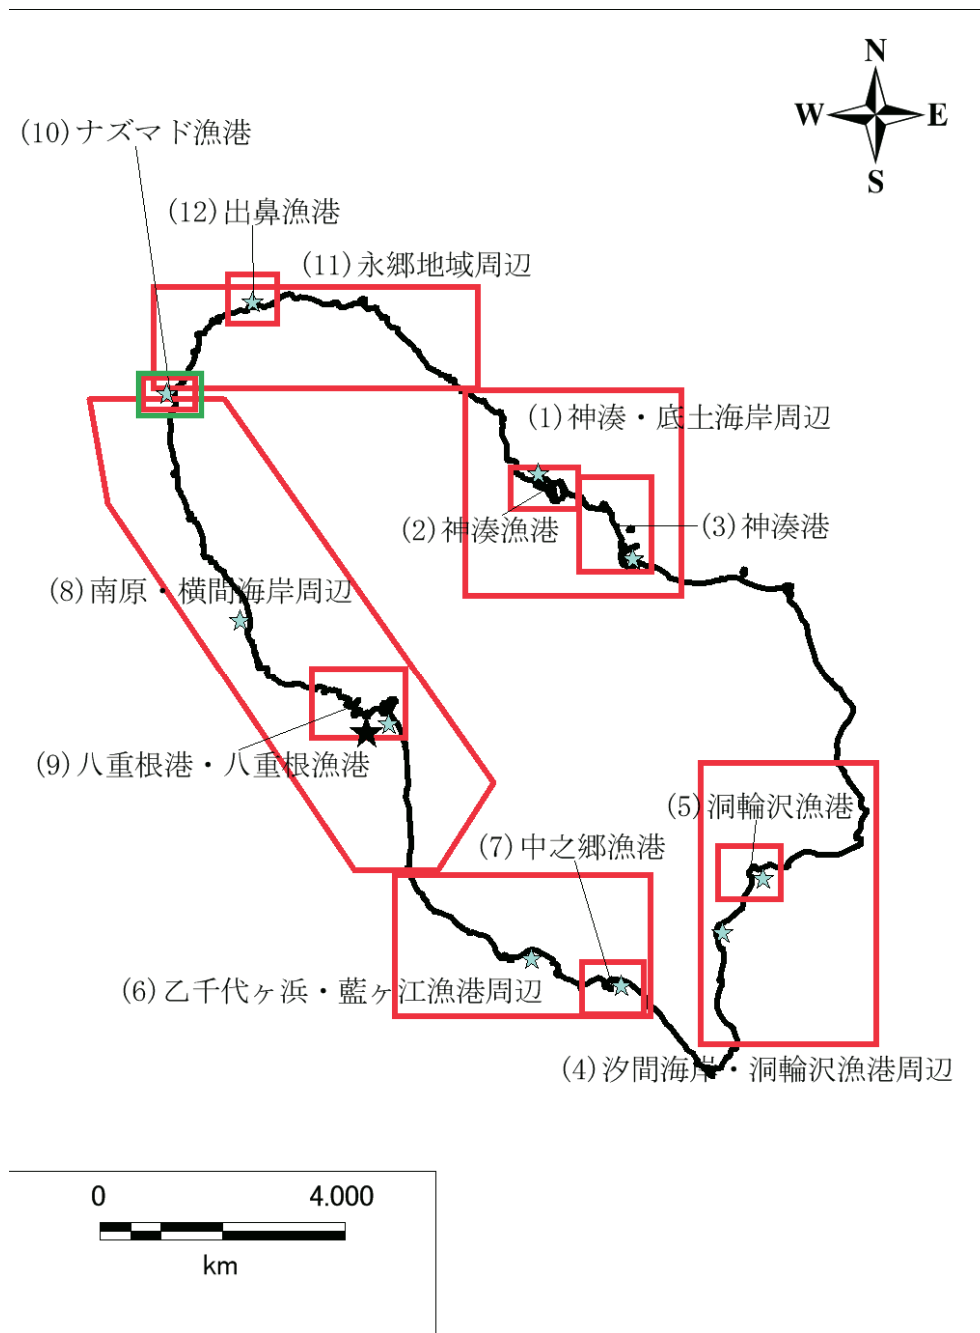 N
W E
S
(10)ナズマド漁港
(12)出鼻漁港
(11)永郷地域周辺
(1)神湊・底土海岸周辺
(2)神湊漁港
(3)神湊港
(8)南原・横間海岸周辺
(9)八重根港・八重根漁港
(5)洞輪沢漁港
(7)中之郷漁港
(6)乙千代ヶ浜・藍ヶ江漁港周辺
(4)汐間海岸・洞輪沢漁港周辺
0 4.000
km